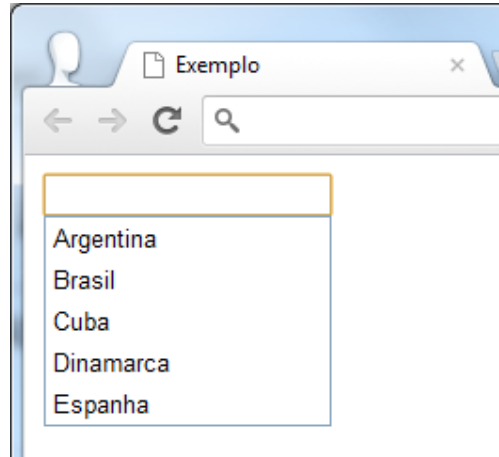 Exemplo
Argentina
Brasil
Cuba
Dinamarca
Espanha